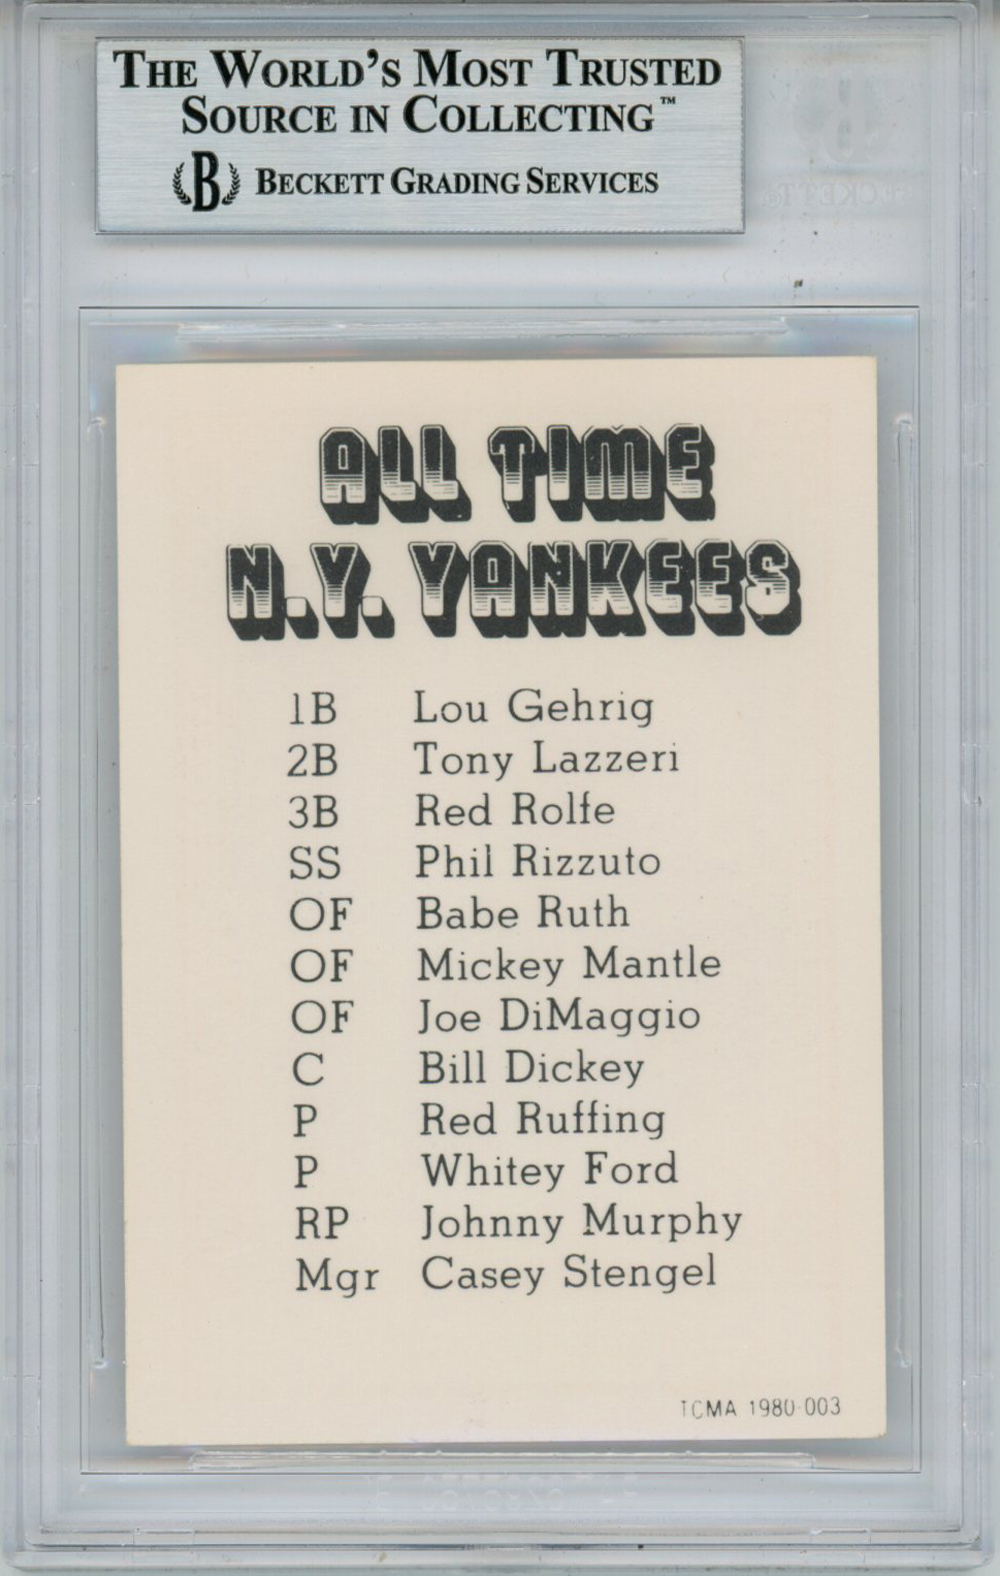 THE WORLD'S MOST TRUSTED
SOURCE IN COLLECTING™
B BECKETT GRADING SERVICES
ALL TIME
N.Y. YANKEES
1B Lou Gehrig
2B Tony Lazzeri
3B Red Rolfe
SS Phil Rizzuto
OF Babe Ruth
OF Mickey Mantle
OF Joe DiMaggio
C Bill Dickey
P Red Ruffing
P Whitey Ford
RP Johnny Murphy
Mgr Casey Stengel
TCMA 1980-003